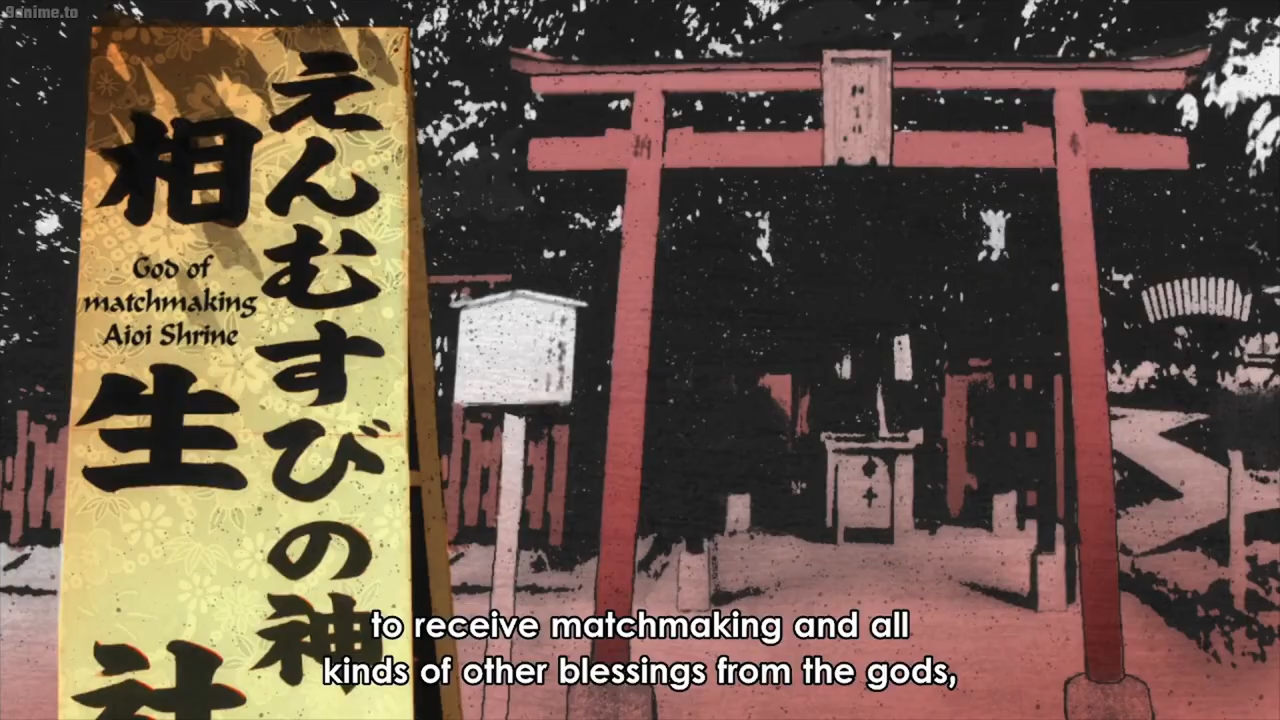 9anime.to
えんむすびの神
相生社
God of
matchmaking
Aioi Shrine
to receive matchmaking and all
kinds of other blessings from the gods,